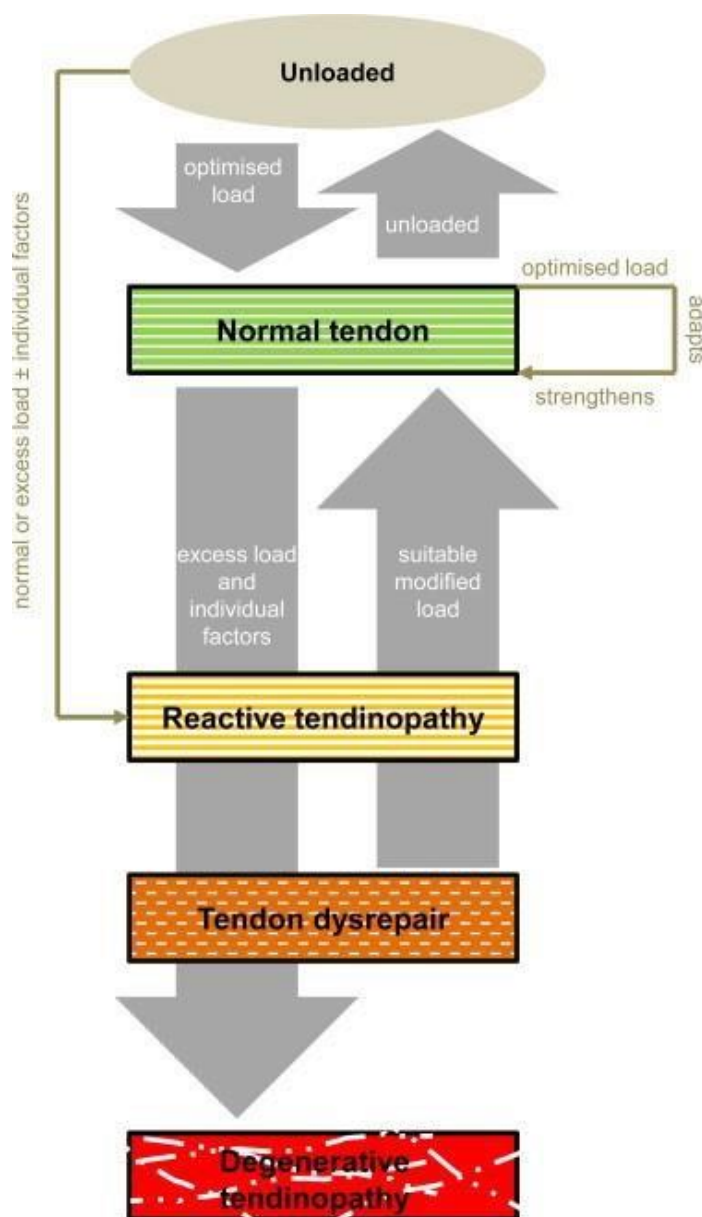 Unloaded
optimised
load
unloaded
normal or excess load ± individual factors
Normal tendon
optimised load
adapts
strengthens
excess load
and
individual
factors
suitable
modified
load
Reactive tendinopathy
Tendon dysrepair
Degenerative
tendinopathy